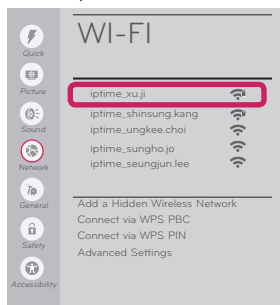 WI-FI
Quick
Picture
Sound
Network
General
Safety
Accessibility
iptime_xu.ji
iptime_shinsung.kang
iptime_ungkee.choi
iptime_sungho.jo
iptime_seungjun.lee
Add a Hidden Wireless Network
Connect via WPS PBC
Connect via WPS PIN
Advanced Settings